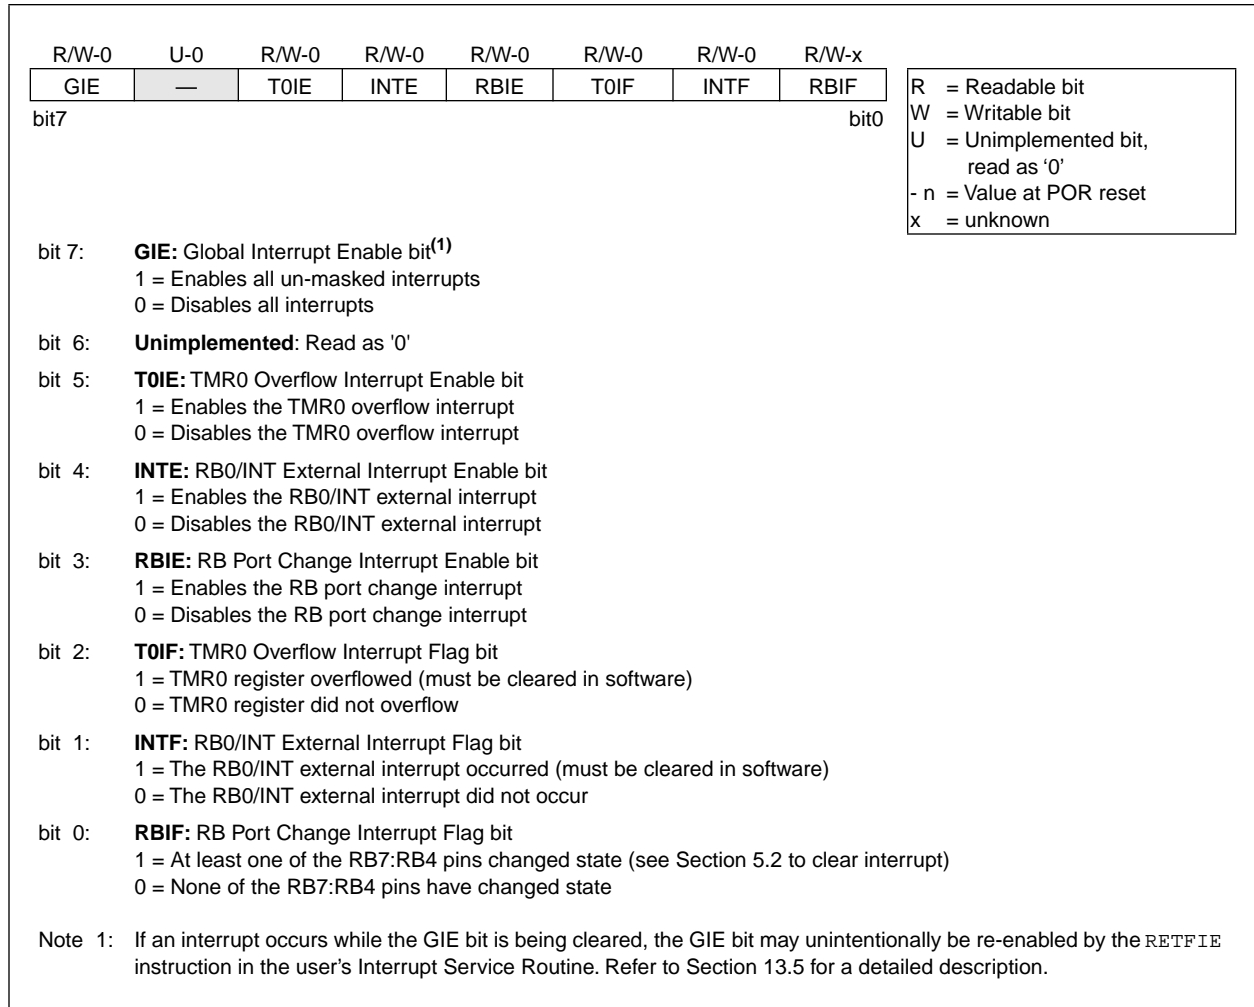 R/W-0 U-0 R/W-0 R/W-0 R/W-0 R/W-0 R/W-0 R/W-x
GIE — T0IE INTE RBIE T0IF INTF RBIF
bit7 bit0
R = Readable bit
W = Writable bit
U = Unimplemented bit,
read as ‘0’
- n = Value at POR reset
x = unknown
bit 7: GIE: Global Interrupt Enable bit(1)
1 = Enables all un-masked interrupts
0 = Disables all interrupts
bit 6: Unimplemented: Read as '0'
bit 5: T0IE: TMR0 Overflow Interrupt Enable bit
1 = Enables the TMR0 overflow interrupt
0 = Disables the TMR0 overflow interrupt
bit 4: INTE: RB0/INT External Interrupt Enable bit
1 = Enables the RB0/INT external interrupt
0 = Disables the RB0/INT external interrupt
bit 3: RBIE: RB Port Change Interrupt Enable bit
1 = Enables the RB port change interrupt
0 = Disables the RB port change interrupt
bit 2: T0IF: TMR0 Overflow Interrupt Flag bit
1 = TMR0 register overflowed (must be cleared in software)
0 = TMR0 register did not overflow
bit 1: INTF: RB0/INT External Interrupt Flag bit
1 = The RB0/INT external interrupt occurred (must be cleared in software)
0 = The RB0/INT external interrupt did not occur
bit 0: RBIF: RB Port Change Interrupt Flag bit
1 = At least one of the RB7:RB4 pins changed state (see Section 5.2 to clear interrupt)
0 = None of the RB7:RB4 pins have changed state
Note 1: If an interrupt occurs while the GIE bit is being cleared, the GIE bit may unintentionally be re-enabled by the RETFIE
instruction in the user’s Interrupt Service Routine. Refer to Section 13.5 for a detailed description.